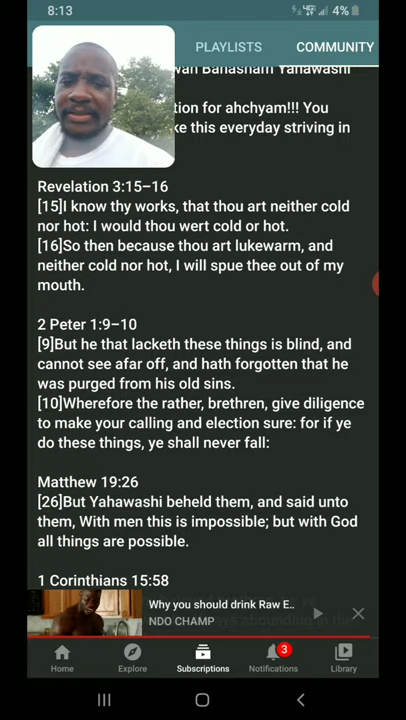 8:13
4%
PLAYLISTS
COMMUNITY
Bahasham Yahawashi
tion for ahchyam!!! You
ke this everyday striving in
Revelation 3:15–16
[15]I know thy works, that thou art neither cold
nor hot: I would thou wert cold or hot.
[16]So then because thou art lukewarm, and
neither cold nor hot, I will spue thee out of my
mouth.
2 Peter 1:9–10
[9]But he that lacketh these things is blind, and
cannot see afar off, and hath forgotten that he
was purged from his old sins.
[10]Wherefore the rather, brethren, give diligence
to make your calling and election sure: for if ye
do these things, ye shall never fall:
Matthew 19:26
[26]But Yahawashi beheld them, and said unto
them, With men this is impossible; but with God
all things are possible.
1 Corinthians 15:58
Why you should drink Raw E..
NDO CHAMP
3
Home
Explore
Subscriptions
Notifications
Library